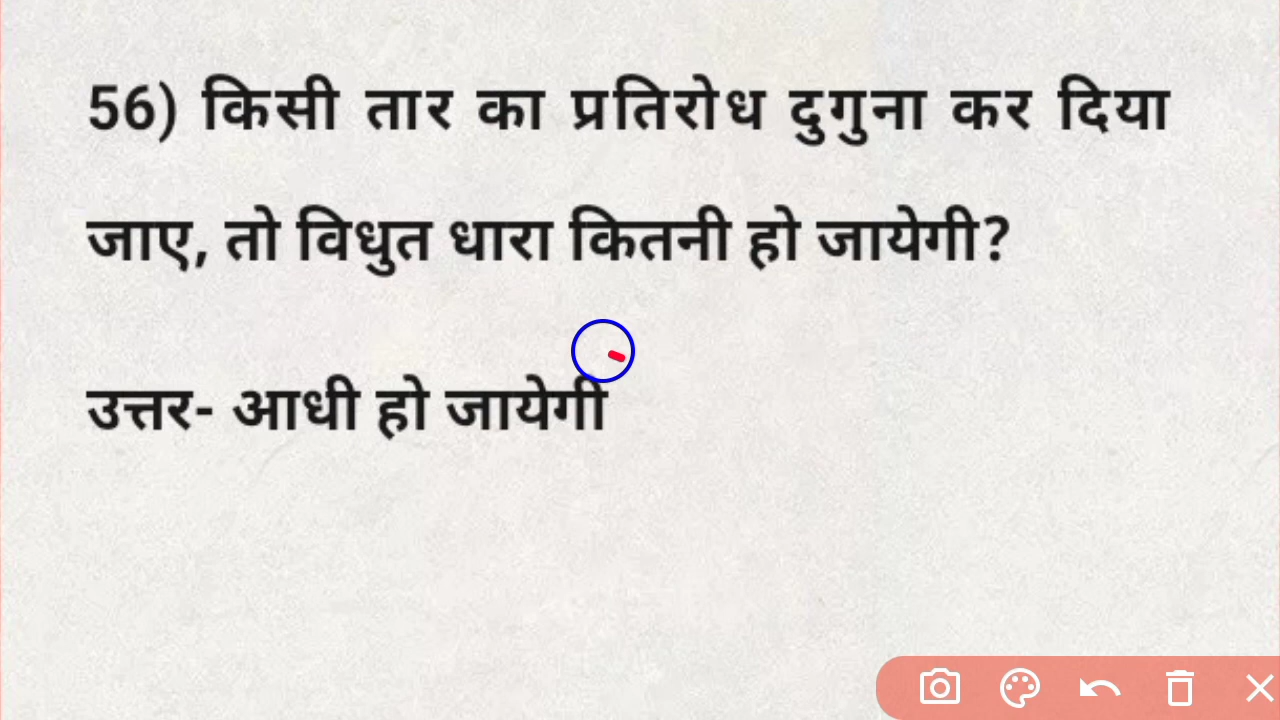 56) किसी तार का प्रतिरोध दुगुना कर दिया
जाए, तो विधुत धारा कितनी हो जायेगी?
उत्तर- आधी हो जायेगी